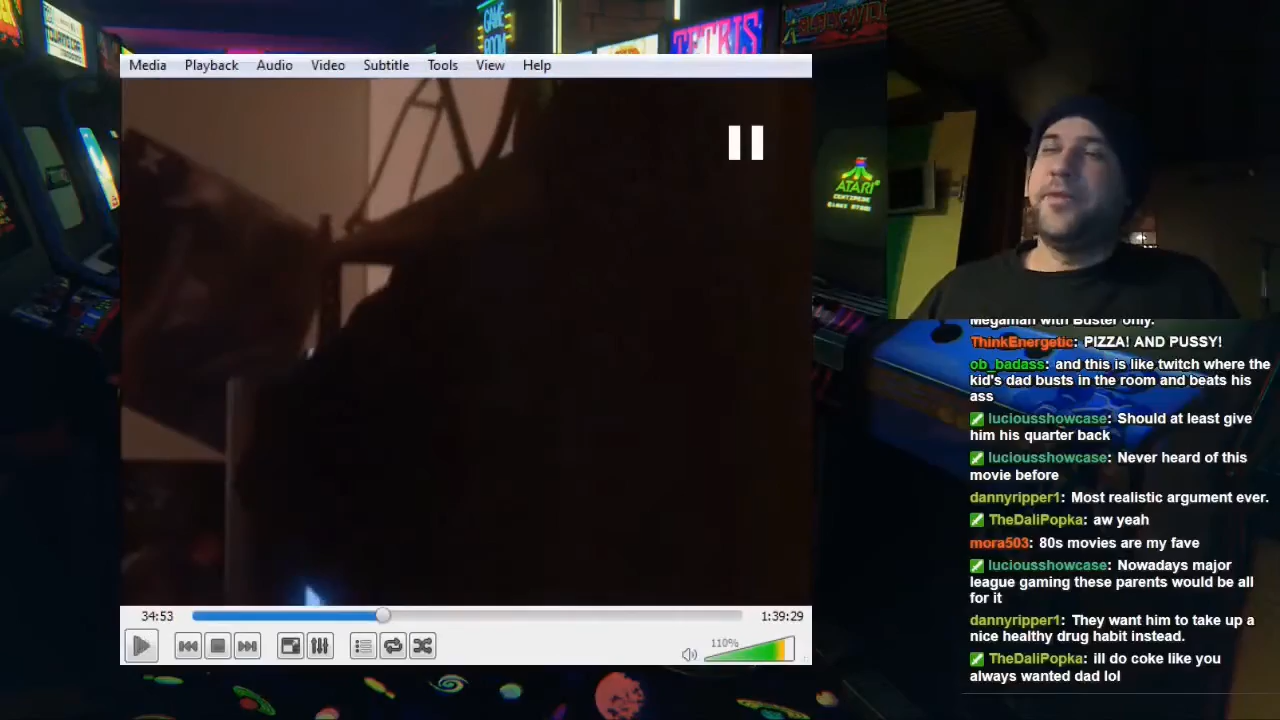 GAME
ROOM
TETRIS
Media Playback Audio Video Subtitle Tools View Help
ATARI
CENTIPEDE
34:53
1:39:29
110%
Megaman with Buster only.
ThinkEnergetic: PIZZA! AND PUSSY!
ob_badass: and this is like twitch where the
kid's dad busts in the room and beats his
ass
luciousshowcase: Should at least give
him his quarter back
luciousshowcase: Never heard of this
movie before
dannyripper1: Most realistic argument ever.
TheDaliPopka: aw yeah
mora503: 80s movies are my fave
luciousshowcase: Nowadays major
league gaming these parents would be all
for it
dannyripper1: They want him to take up a
nice healthy drug habit instead.
TheDaliPopka: ill do coke like you
always wanted dad lol